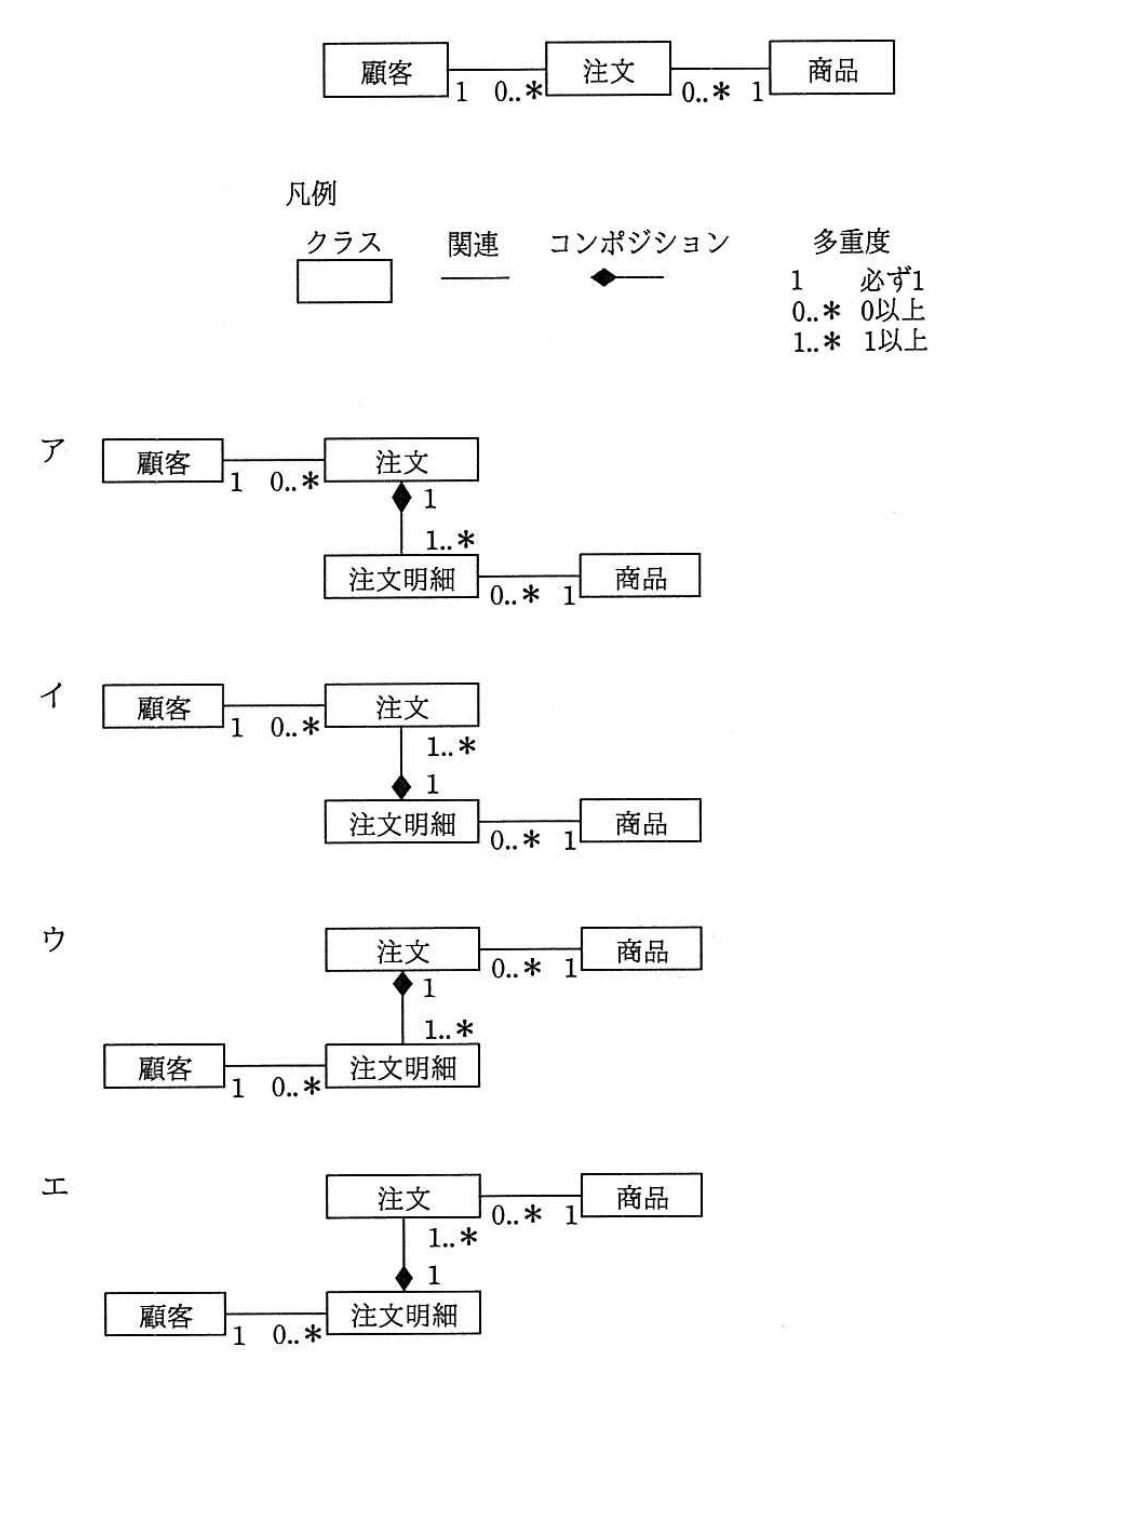 顧客 注文 商品
1 0..* 0..* 1
凡例
クラス 関連 コンポジション 多重度
1 必ず1
0..* 0以上
1..* 1以上
ア 顧客 注文
1 0..* 1
1..*
注文明細 商品
0..* 1
イ 顧客 注文
1 0..* 1..*
1
注文明細 商品
0..* 1
ウ 注文 商品
1 0..* 1
1..*
顧客 注文明細
1 0..*
エ 注文 商品
1..* 0..* 1
1
顧客 注文明細
1 0..*